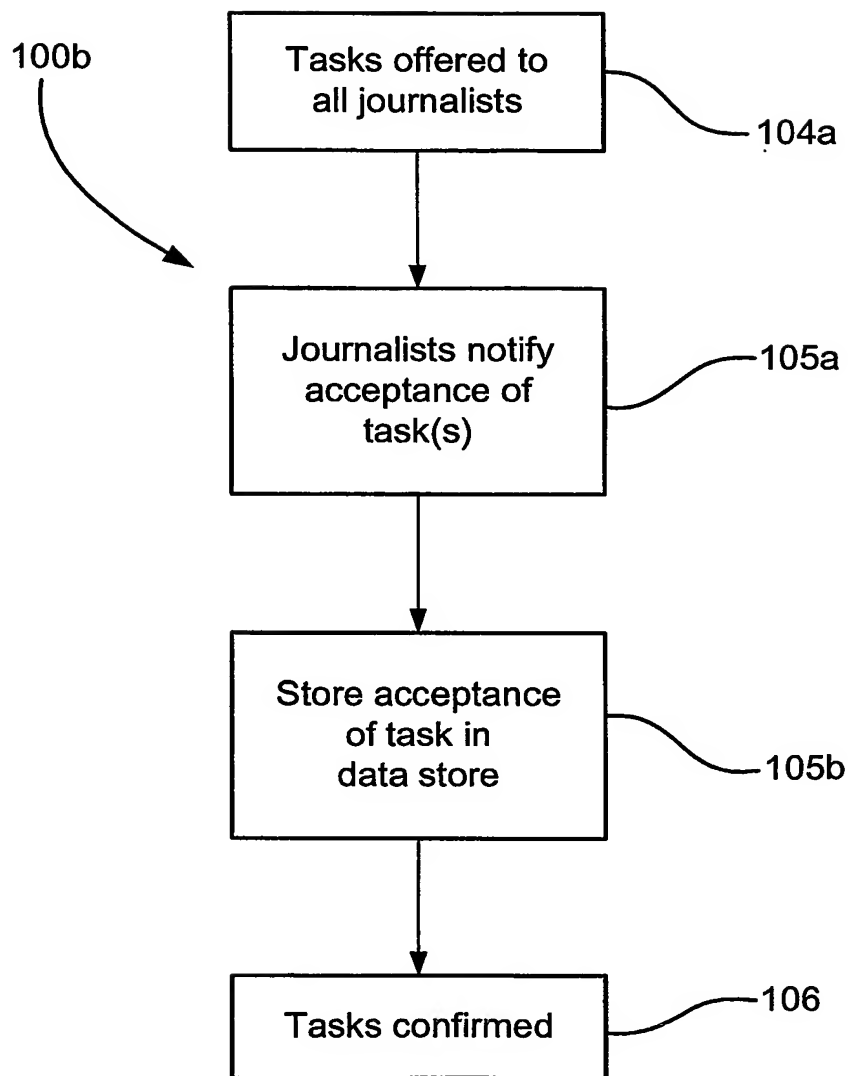 100b
Tasks offered to
all journalists
104a
Journalists notify
acceptance of
task(s)
105a
Store acceptance
of task in
data store
105b
Tasks confirmed
106